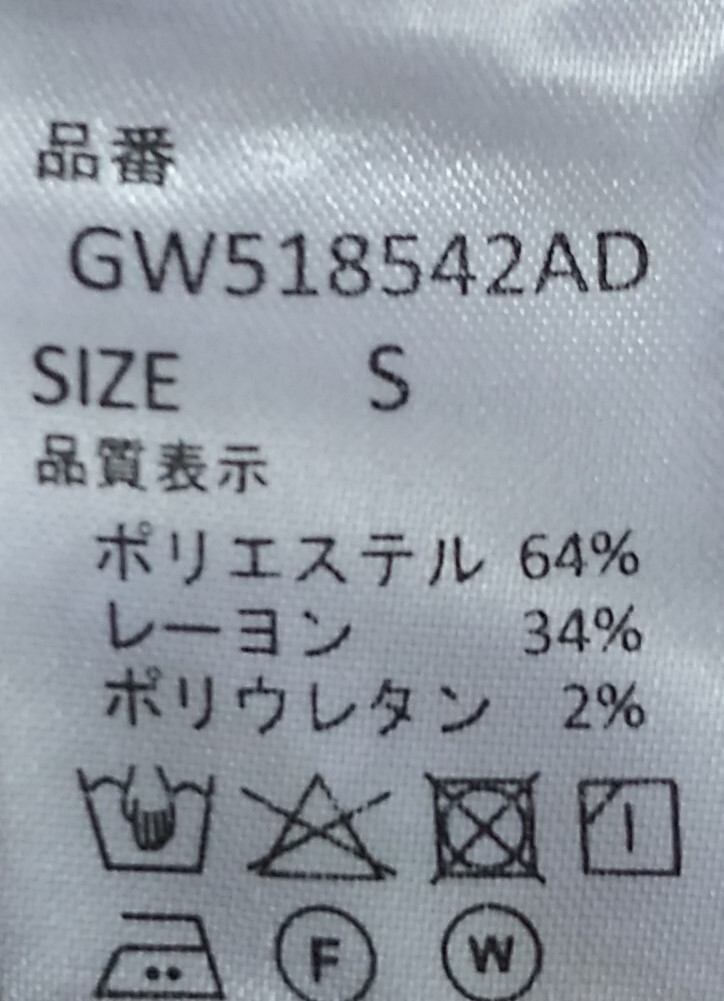 品番
GW518542AD
SIZE S
品質表示
ポリエステル 64%
レーヨン 34%
ポリウレタン 2%
F W